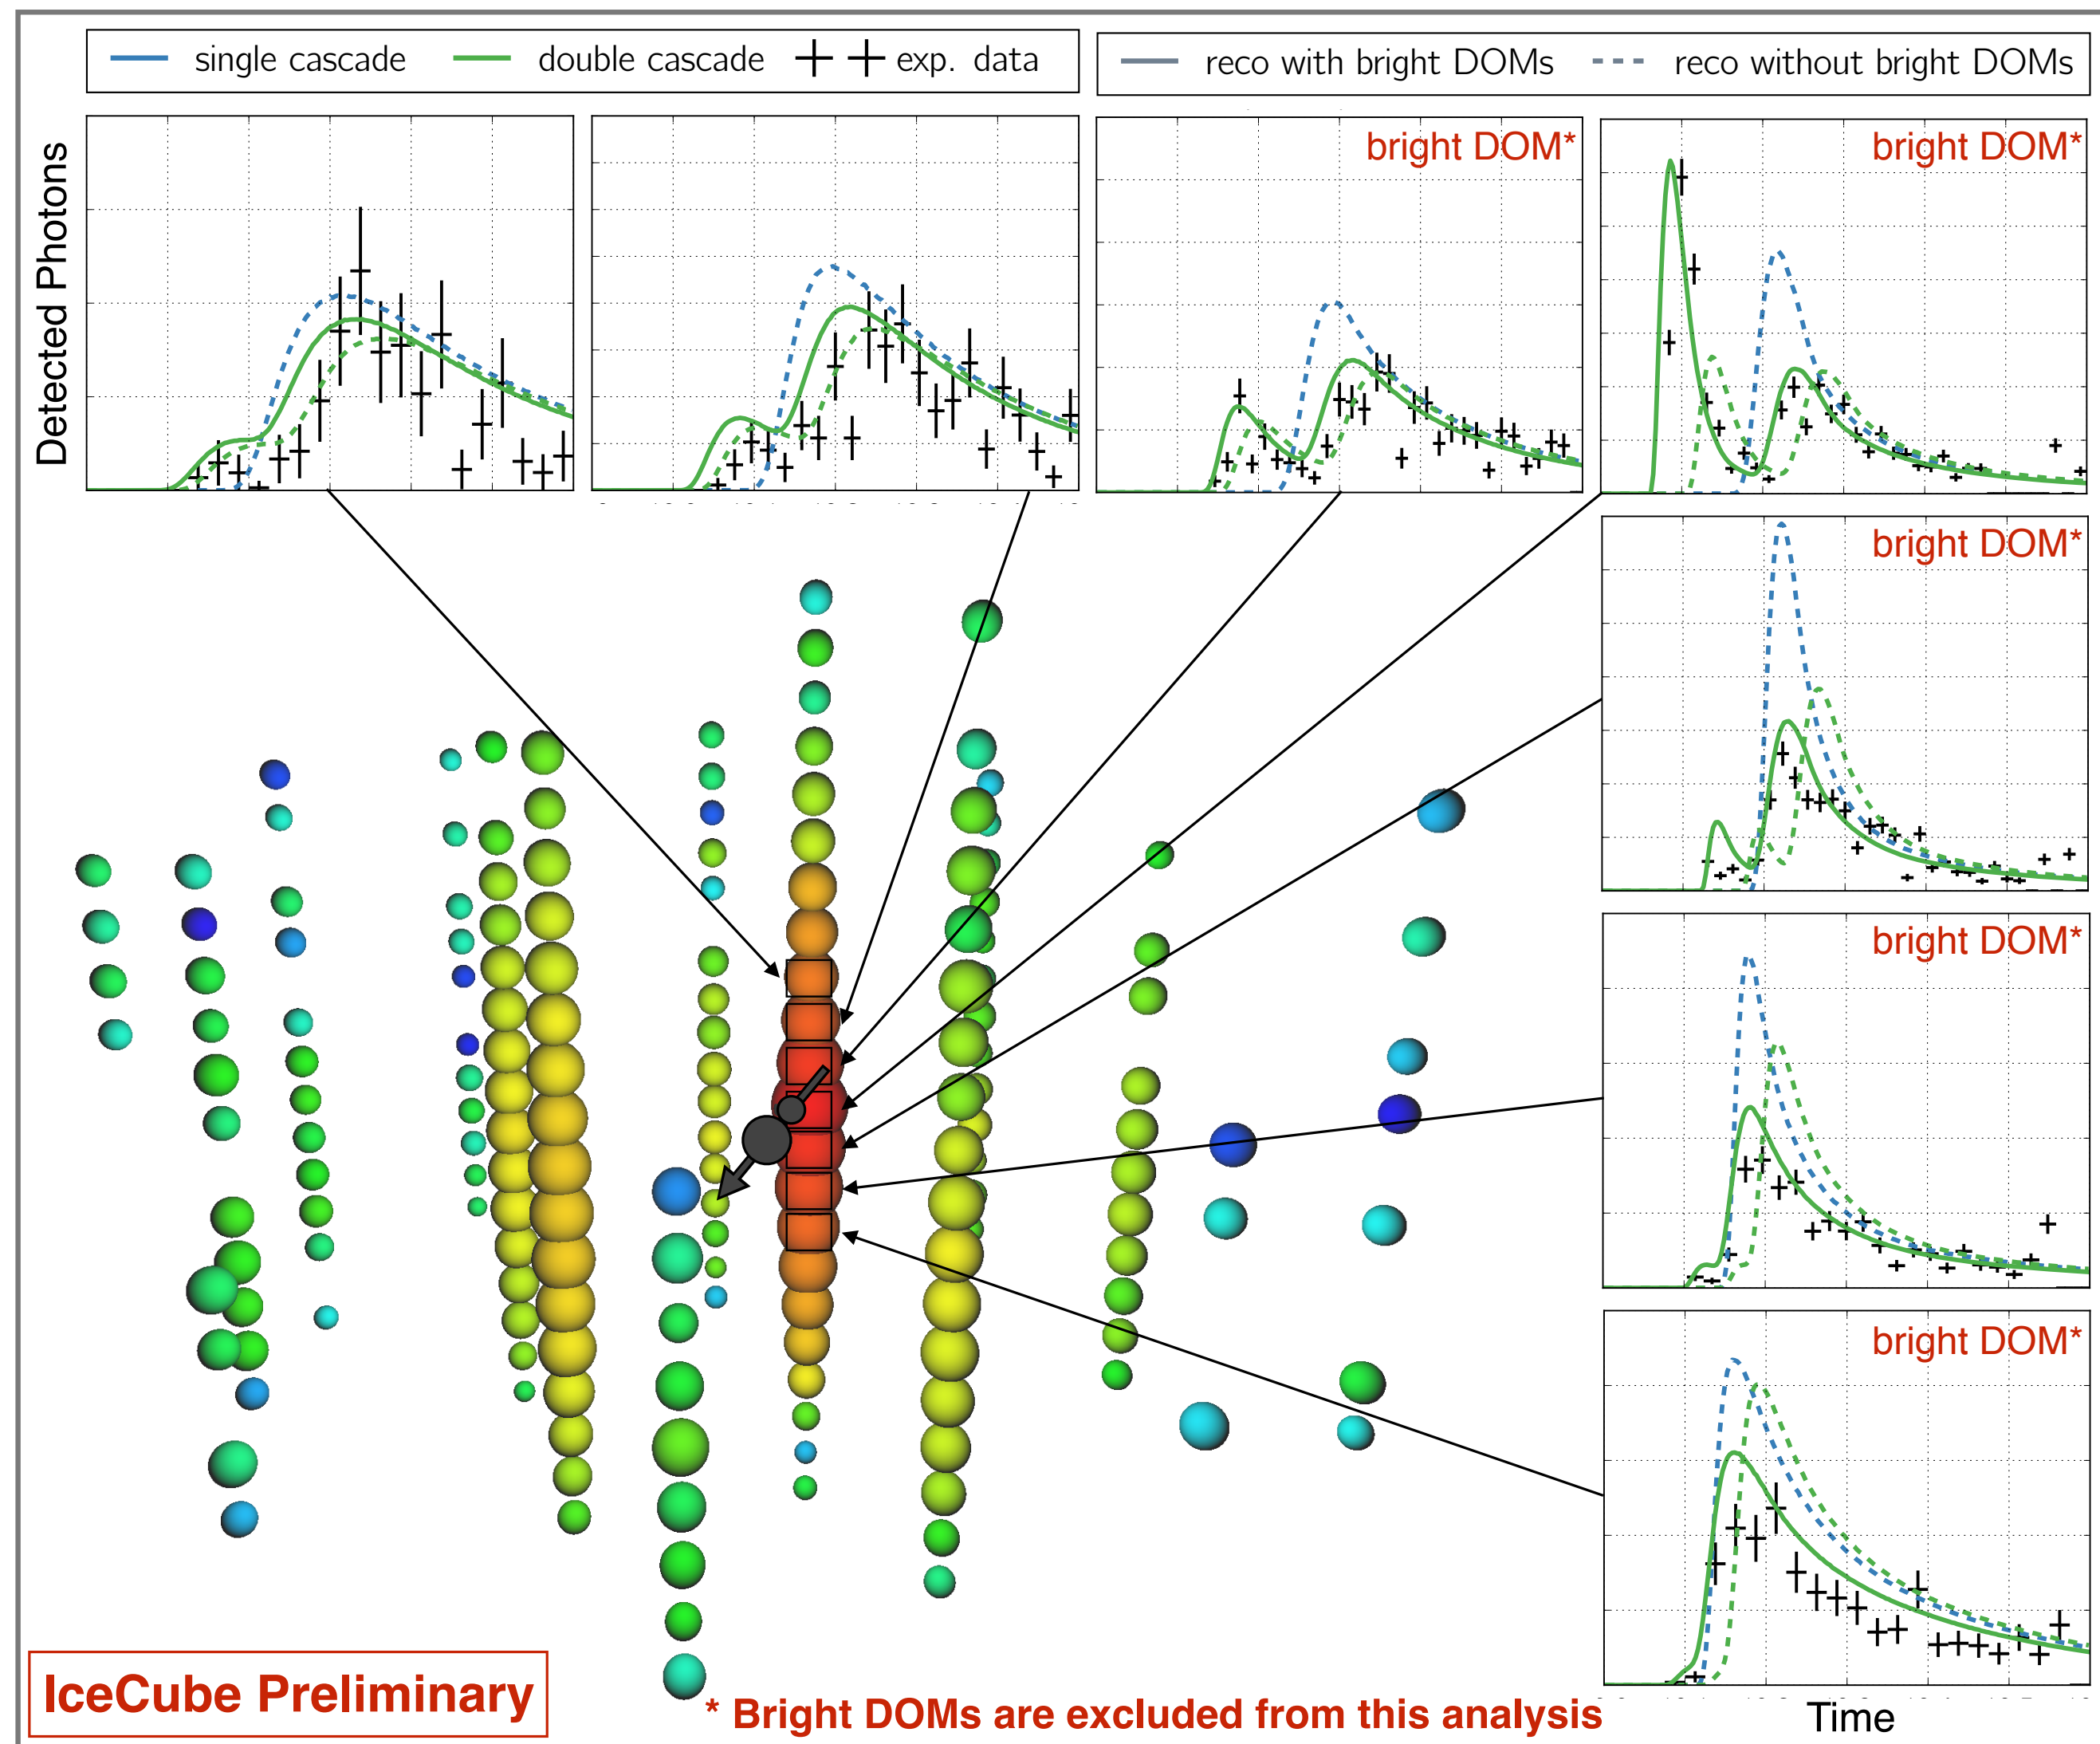 single cascade double cascade exp. data
reco with bright DOMs reco without bright DOMs
Detected Photons
bright DOM*
bright DOM*
bright DOM*
bright DOM*
bright DOM*
IceCube Preliminary
* Bright DOMs are excluded from this analysis
Time